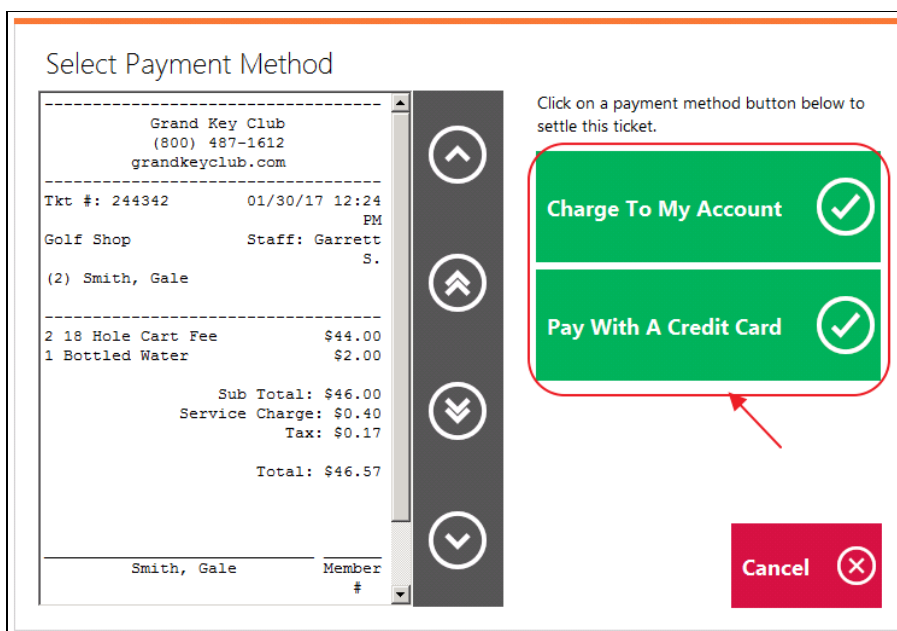 Select Payment Method
Grand Key Club
(800) 487-1612
grandkeyclub.com
Tkt #: 244342 01/30/17 12:24
PM
Golf Shop Staff: Garrett
S.
(2) Smith, Gale
2 18 Hole Cart Fee $44.00
1 Bottled Water $2.00
Sub Total: $46.00
Service Charge: $0.40
Tax: $0.17
Total: $46.57
Smith, Gale Member
#
Click on a payment method button below to
settle this ticket.
Charge To My Account
Pay With A Credit Card
Cancel